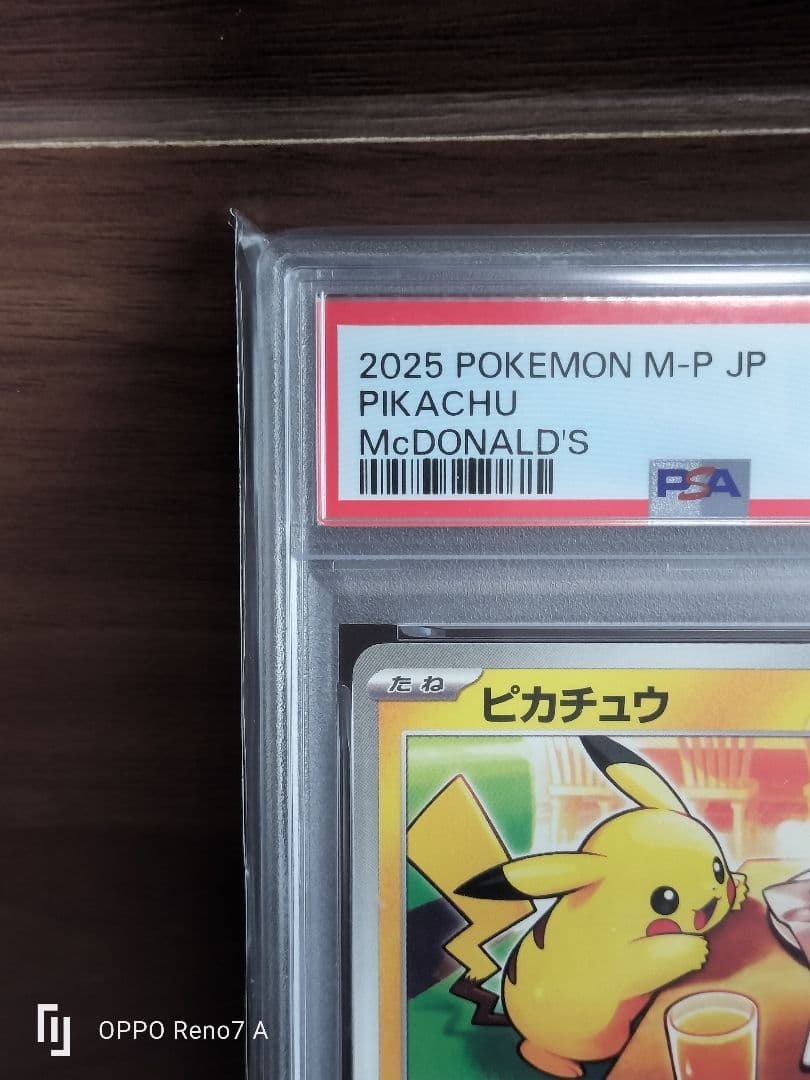 2025 POKEMON M-P JP
PIKACHU
McDONALD'S
PSA
たね
ピカチュウ
OPPO Reno7 A